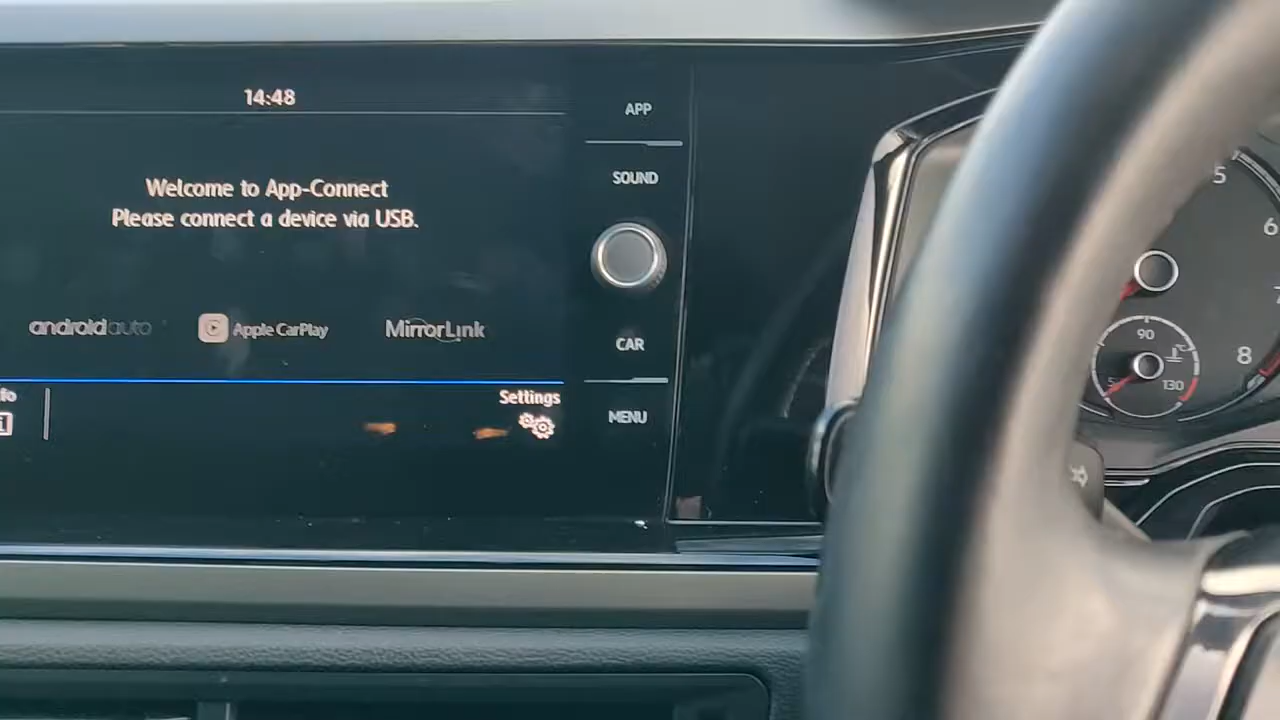 14:48
Welcome to App-Connect
Please connect a device via USB.
androidauto
Apple CarPlay
MirrorLink
Settings
APP
SOUND
CAR
MENU
5
6
8
90
130